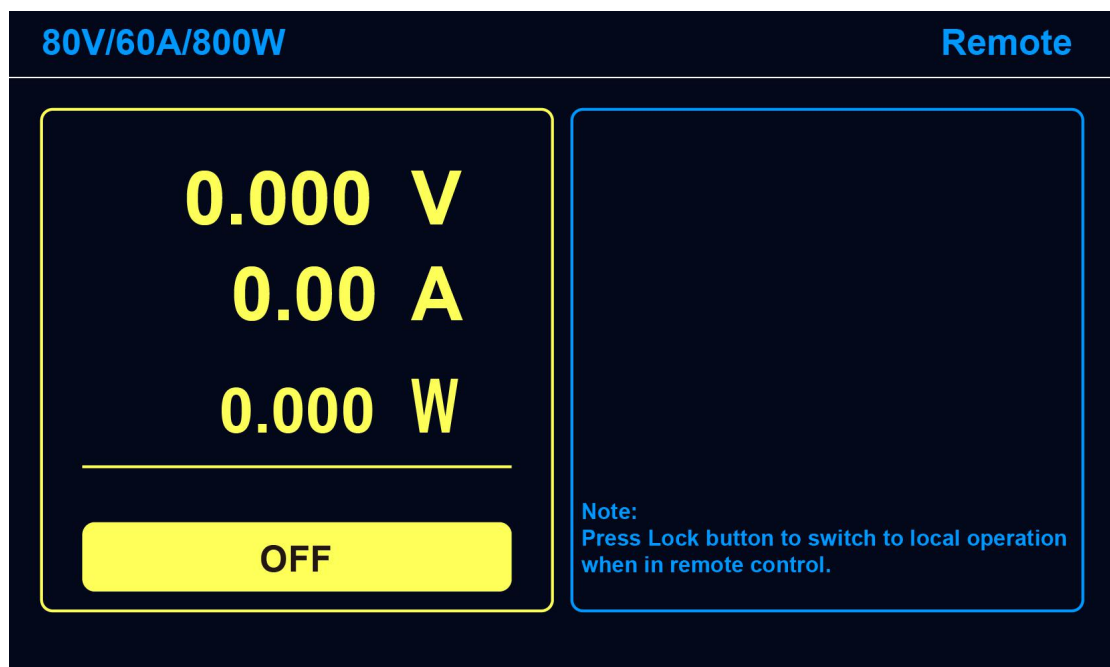 80V/60A/800W
Remote
0.000 V
0.00 A
0.000 W
OFF
Note:
Press Lock button to switch to local operation
when in remote control.